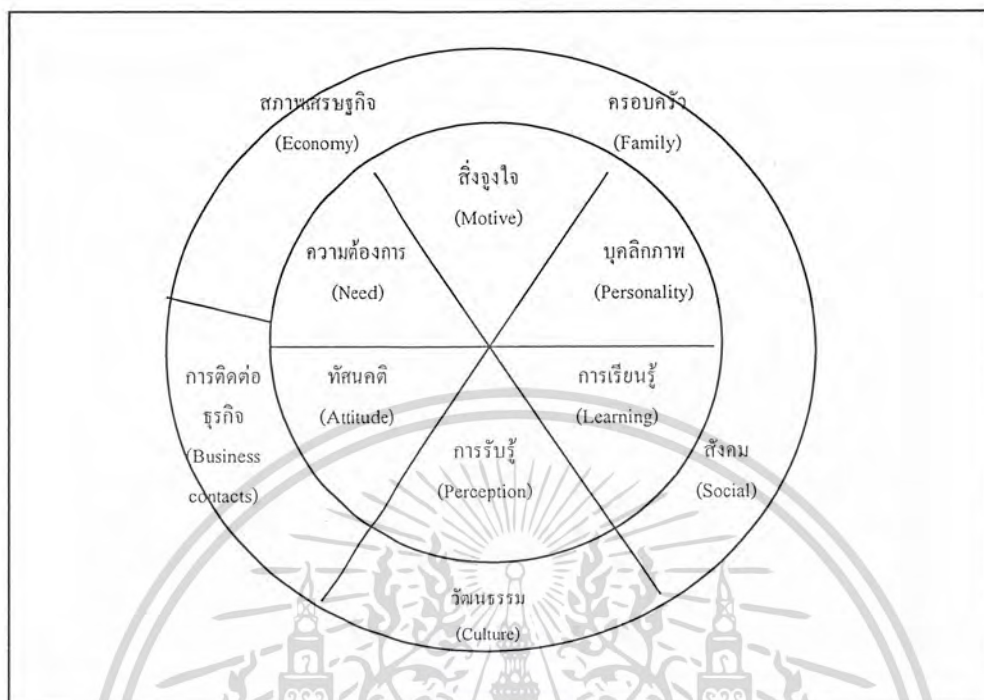 สภาพเศรษฐกิจ
(Economy)
ครอบครัว
(Family)
สิ่งจูงใจ
(Motive)
ความต้องการ
(Need)
บุคลิกภาพ
(Personality)
การติดต่อ
ธุรกิจ
(Business
contacts)
ทัศนคติ
(Attitude)
การเรียนรู้
(Learning)
การรับรู้
(Perception)
สังคม
(Social)
วัฒนธรรม
(Culture)